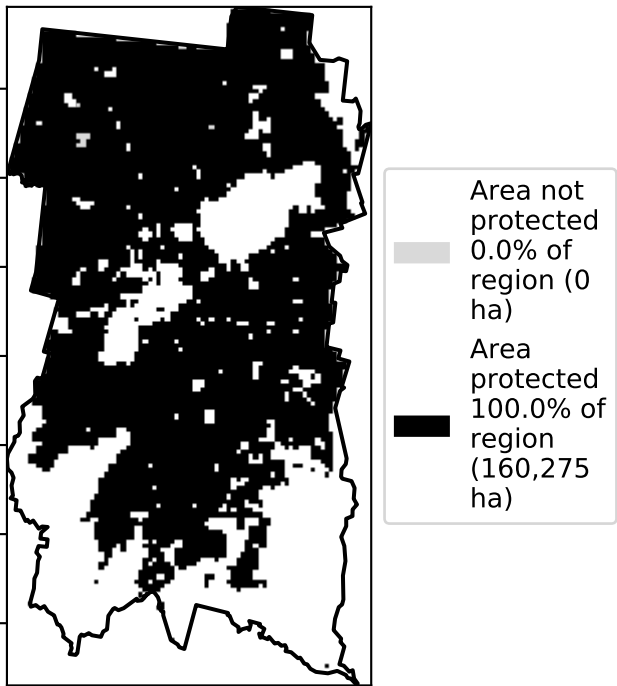 Area not
protected
0.0% of
region (0
ha)
Area
protected
100.0% of
region
(160,275
ha)